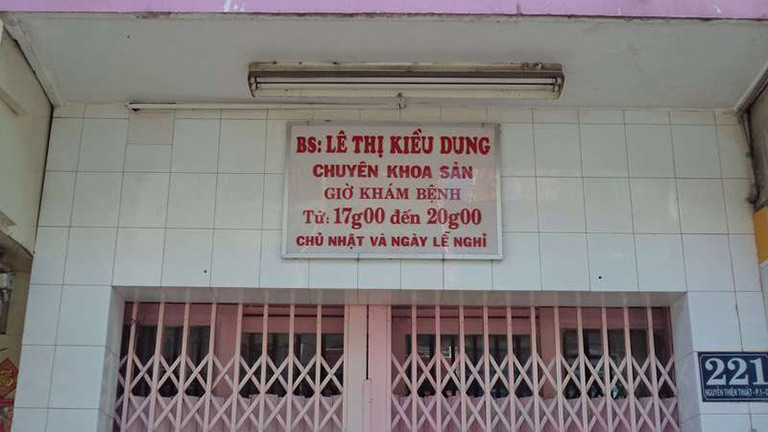 BS: LÊ THỊ KIỀU DUNG
CHUYÊN KHOA SẢN
GIỜ KHÁM BỆNH
Từ: 17g00 đến 20g00
CHỦ NHẬT VÀ NGÀY LỄ NGHỈ
221
NGUYỄN THIỆN THUẬT - P.1 -